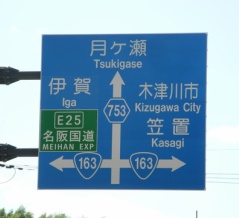 月ケ瀬
Tsukigase
伊賀
Iga
E25
名阪国道
MEIHAN EXP
753
木津川市
Kizugawa City
笠置
Kasagi
163
163